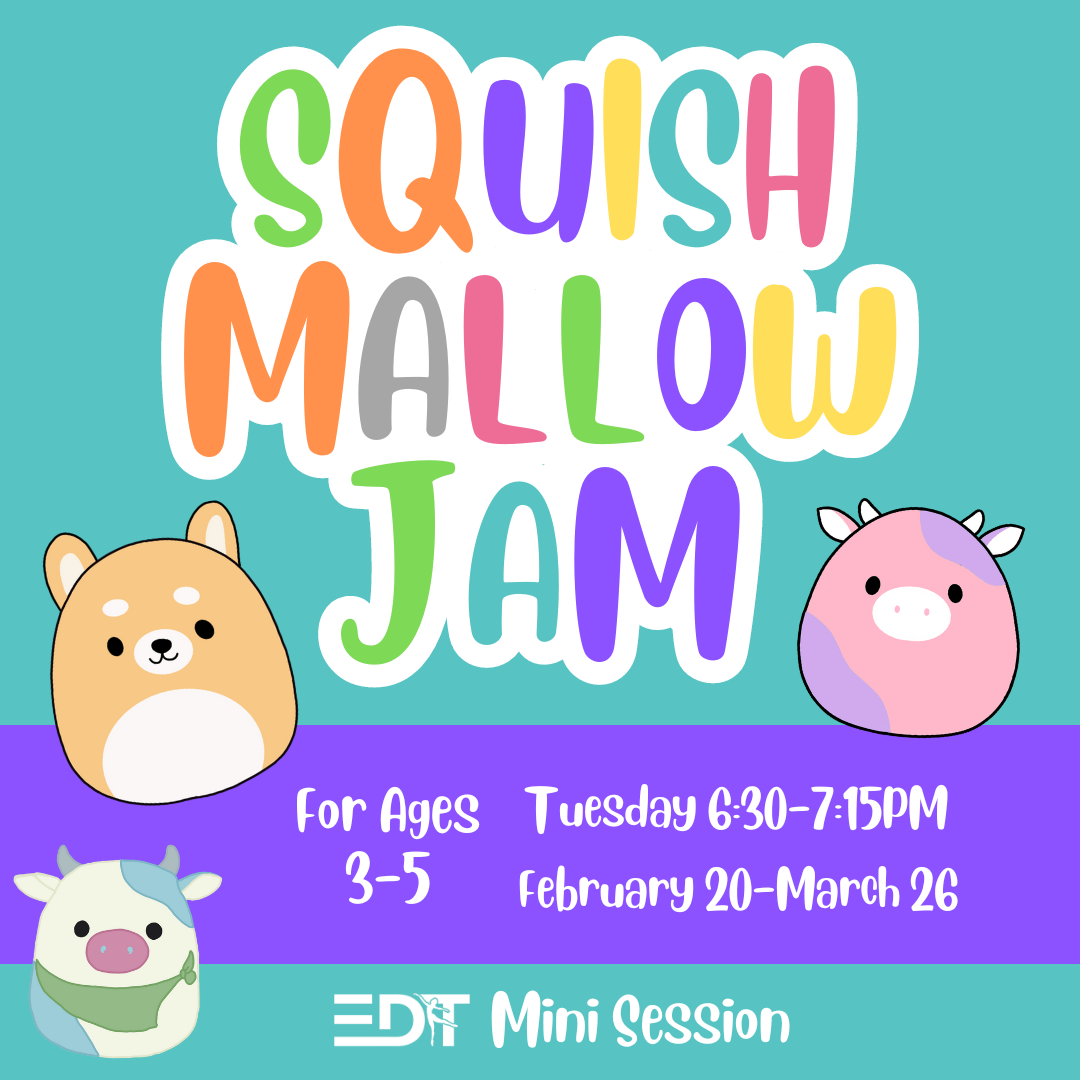 SQUISH
MALLOW
JAM
For Ages
3-5
Tuesday 6:30-7:15PM
February 20-March 26
EDT Mini Session